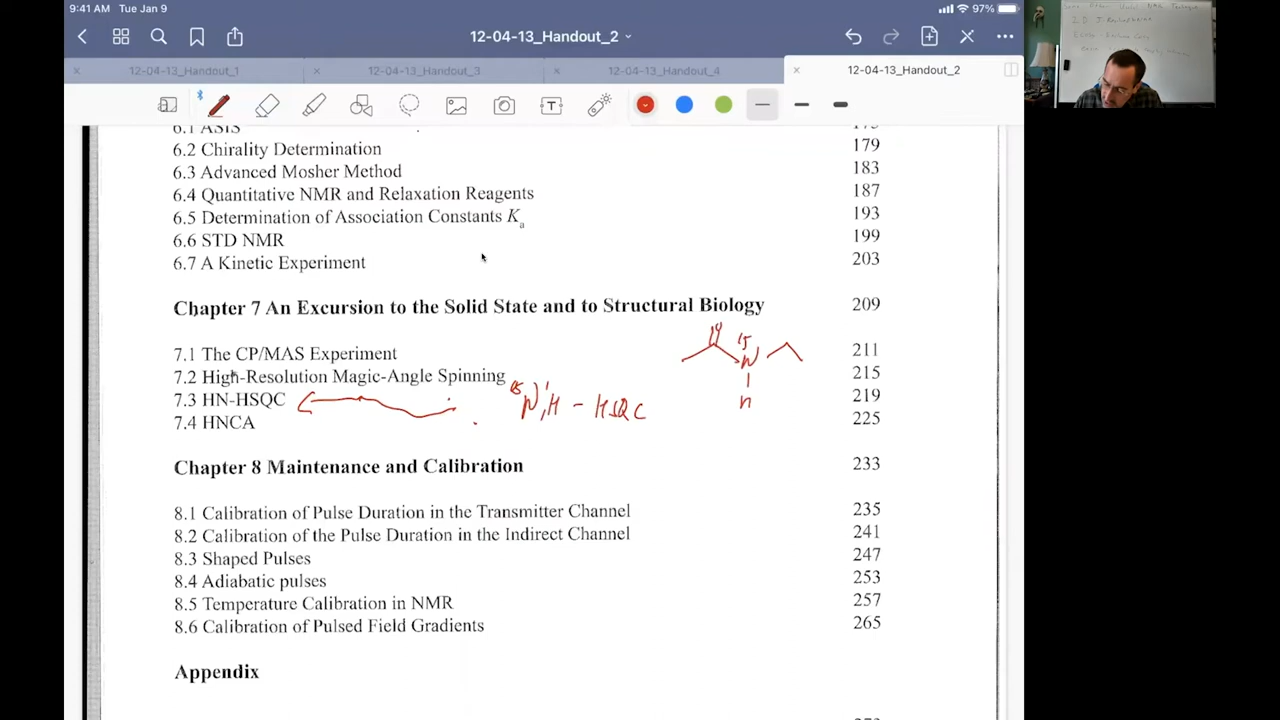 9:41 AM Tue Jan 9 97%
12-04-13_Handout_2
12-04-13_Handout_1 12-04-13_Handout_3 12-04-13_Handout_4 12-04-13_Handout_2
6.1 ASIS 175
6.2 Chirality Determination 179
6.3 Advanced Mosher Method 183
6.4 Quantitative NMR and Relaxation Reagents 187
6.5 Determination of Association Constants Ka 193
6.6 STD NMR 199
6.7 A Kinetic Experiment 203
Chapter 7 An Excursion to the Solid State and to Structural Biology 209
7.1 The CP/MAS Experiment 211
7.2 High-Resolution Magic-Angle Spinning 215
7.3 HN-HSQC 219
7.4 HNCA 225
15N
H
15N, 1H - HSQC
Chapter 8 Maintenance and Calibration 233
8.1 Calibration of Pulse Duration in the Transmitter Channel 235
8.2 Calibration of the Pulse Duration in the Indirect Channel 241
8.3 Shaped Pulses 247
8.4 Adiabatic pulses 253
8.5 Temperature Calibration in NMR 257
8.6 Calibration of Pulsed Field Gradients 265
Appendix